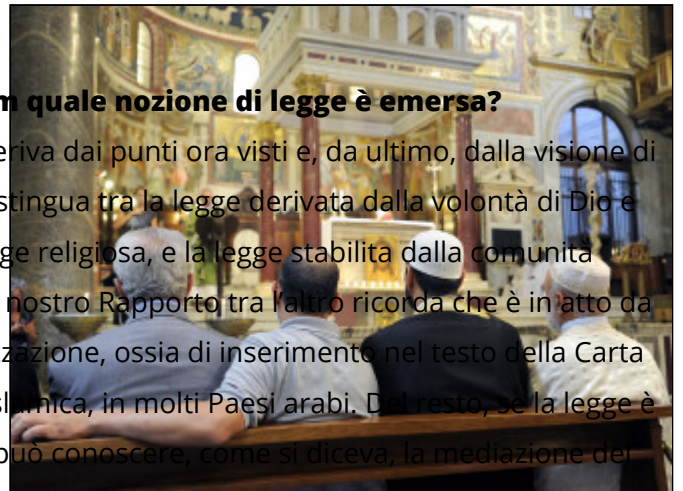 m quale nozione di legge è emersa?
eriva dai punti ora visti e, da ultimo, dalla visione di
stingua tra la legge derivata dalla volontà di Dio e
ge religiosa, e la legge stabilita dalla comunità
nostro Rapporto tra l'altro ricorda che è in atto da
zazione, ossia di inserimento nel testo della Carta
slamica, in molti Paesi arabi. Del resto, se la legge è
può conoscere, come si diceva, la mediazione del